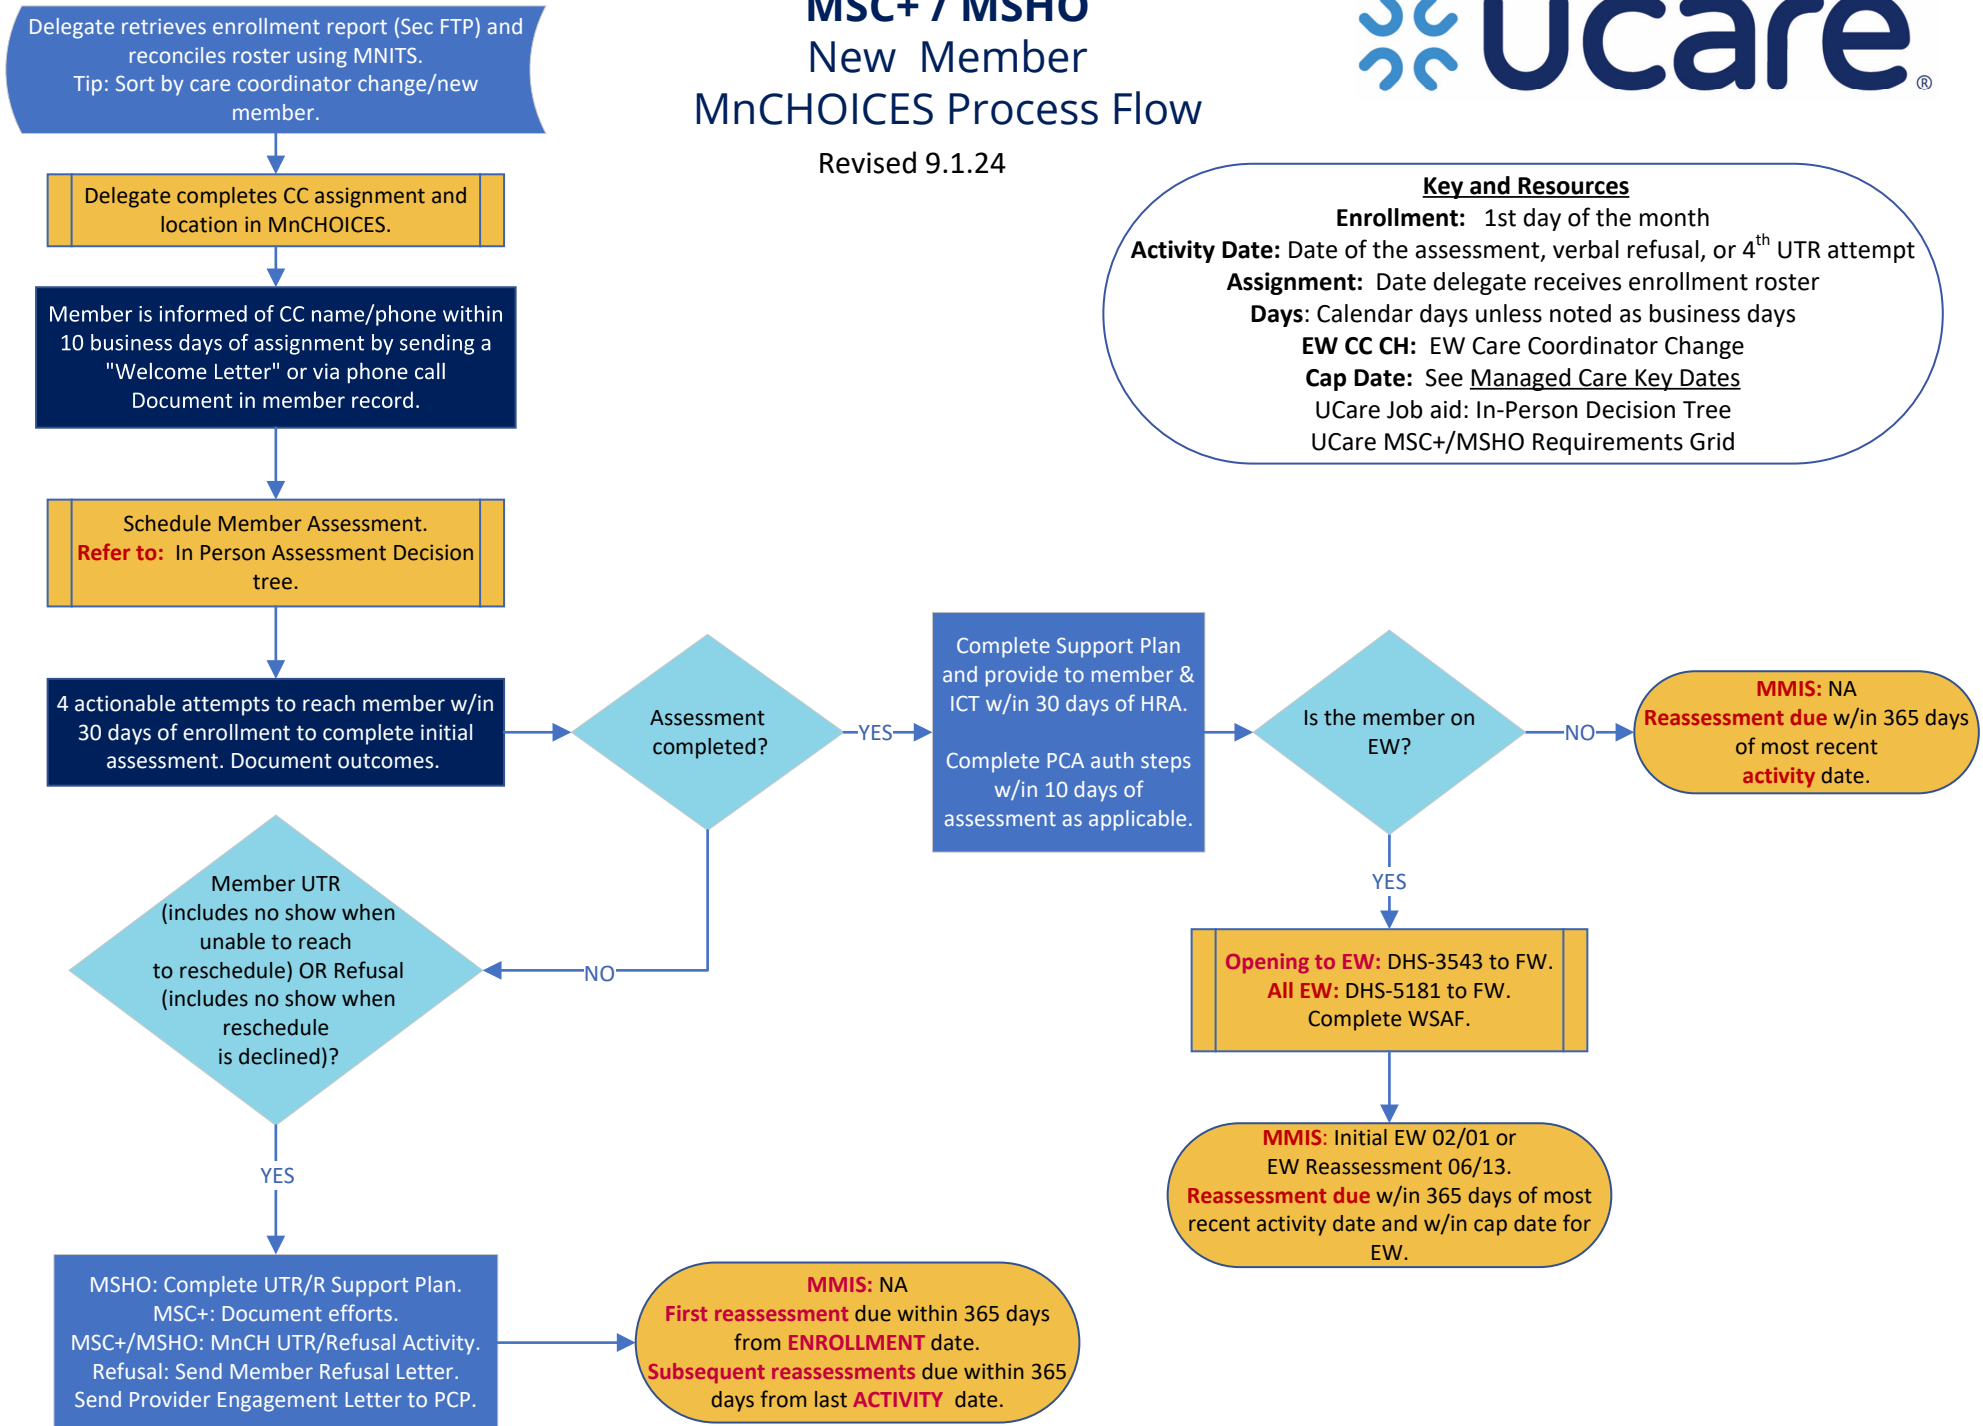 Delegate retrieves enrollment report (Sec FTP) and
reconciles roster using MNITS.
Tip: Sort by care coordinator change/new
member.
MSC+ / MSHO
New Member
MnCHOICES Process Flow
Revised 9.1.24
ucare®
Key and Resources
Enrollment: 1st day of the month
Activity Date: Date of the assessment, verbal refusal, or 4th UTR attempt
Assignment: Date delegate receives enrollment roster
Days: Calendar days unless noted as business days
EW CC CH: EW Care Coordinator Change
Cap Date: See Managed Care Key Dates
UCare Job aid: In-Person Decision Tree
UCare MSC+/MSHO Requirements Grid
Delegate completes CC assignment and
location in MnCHOICES.
Member is informed of CC name/phone within
10 business days of assignment by sending a
"Welcome Letter" or via phone call
Document in member record.
Schedule Member Assessment.
Refer to: In Person Assessment Decision
tree.
4 actionable attempts to reach member w/in
30 days of enrollment to complete initial
assessment. Document outcomes.
Assessment
completed?
YES
Complete Support Plan
and provide to member &
ICT w/in 30 days of HRA.
Complete PCA auth steps
w/in 10 days of
assessment as applicable.
Is the member on
EW?
NO
MMIS: NA
Reassessment due w/in 365 days
of most recent
activity date.
YES
Opening to EW: DHS-3543 to FW.
All EW: DHS-5181 to FW.
Complete WSAF.
MMIS: Initial EW 02/01 or
EW Reassessment 06/13.
Reassessment due w/in 365 days of most
recent activity date and w/in cap date for
EW.
NO
Member UTR
(includes no show when
unable to reach
to reschedule) OR Refusal
(includes no show when
reschedule
is declined)?
YES
MSHO: Complete UTR/R Support Plan.
MSC+: Document efforts.
MSC+/MSHO: MnCH UTR/Refusal Activity.
Refusal: Send Member Refusal Letter.
Send Provider Engagement Letter to PCP.
MMIS: NA
First reassessment due within 365 days
from ENROLLMENT date.
Subsequent reassessments due within 365
days from last ACTIVITY date.